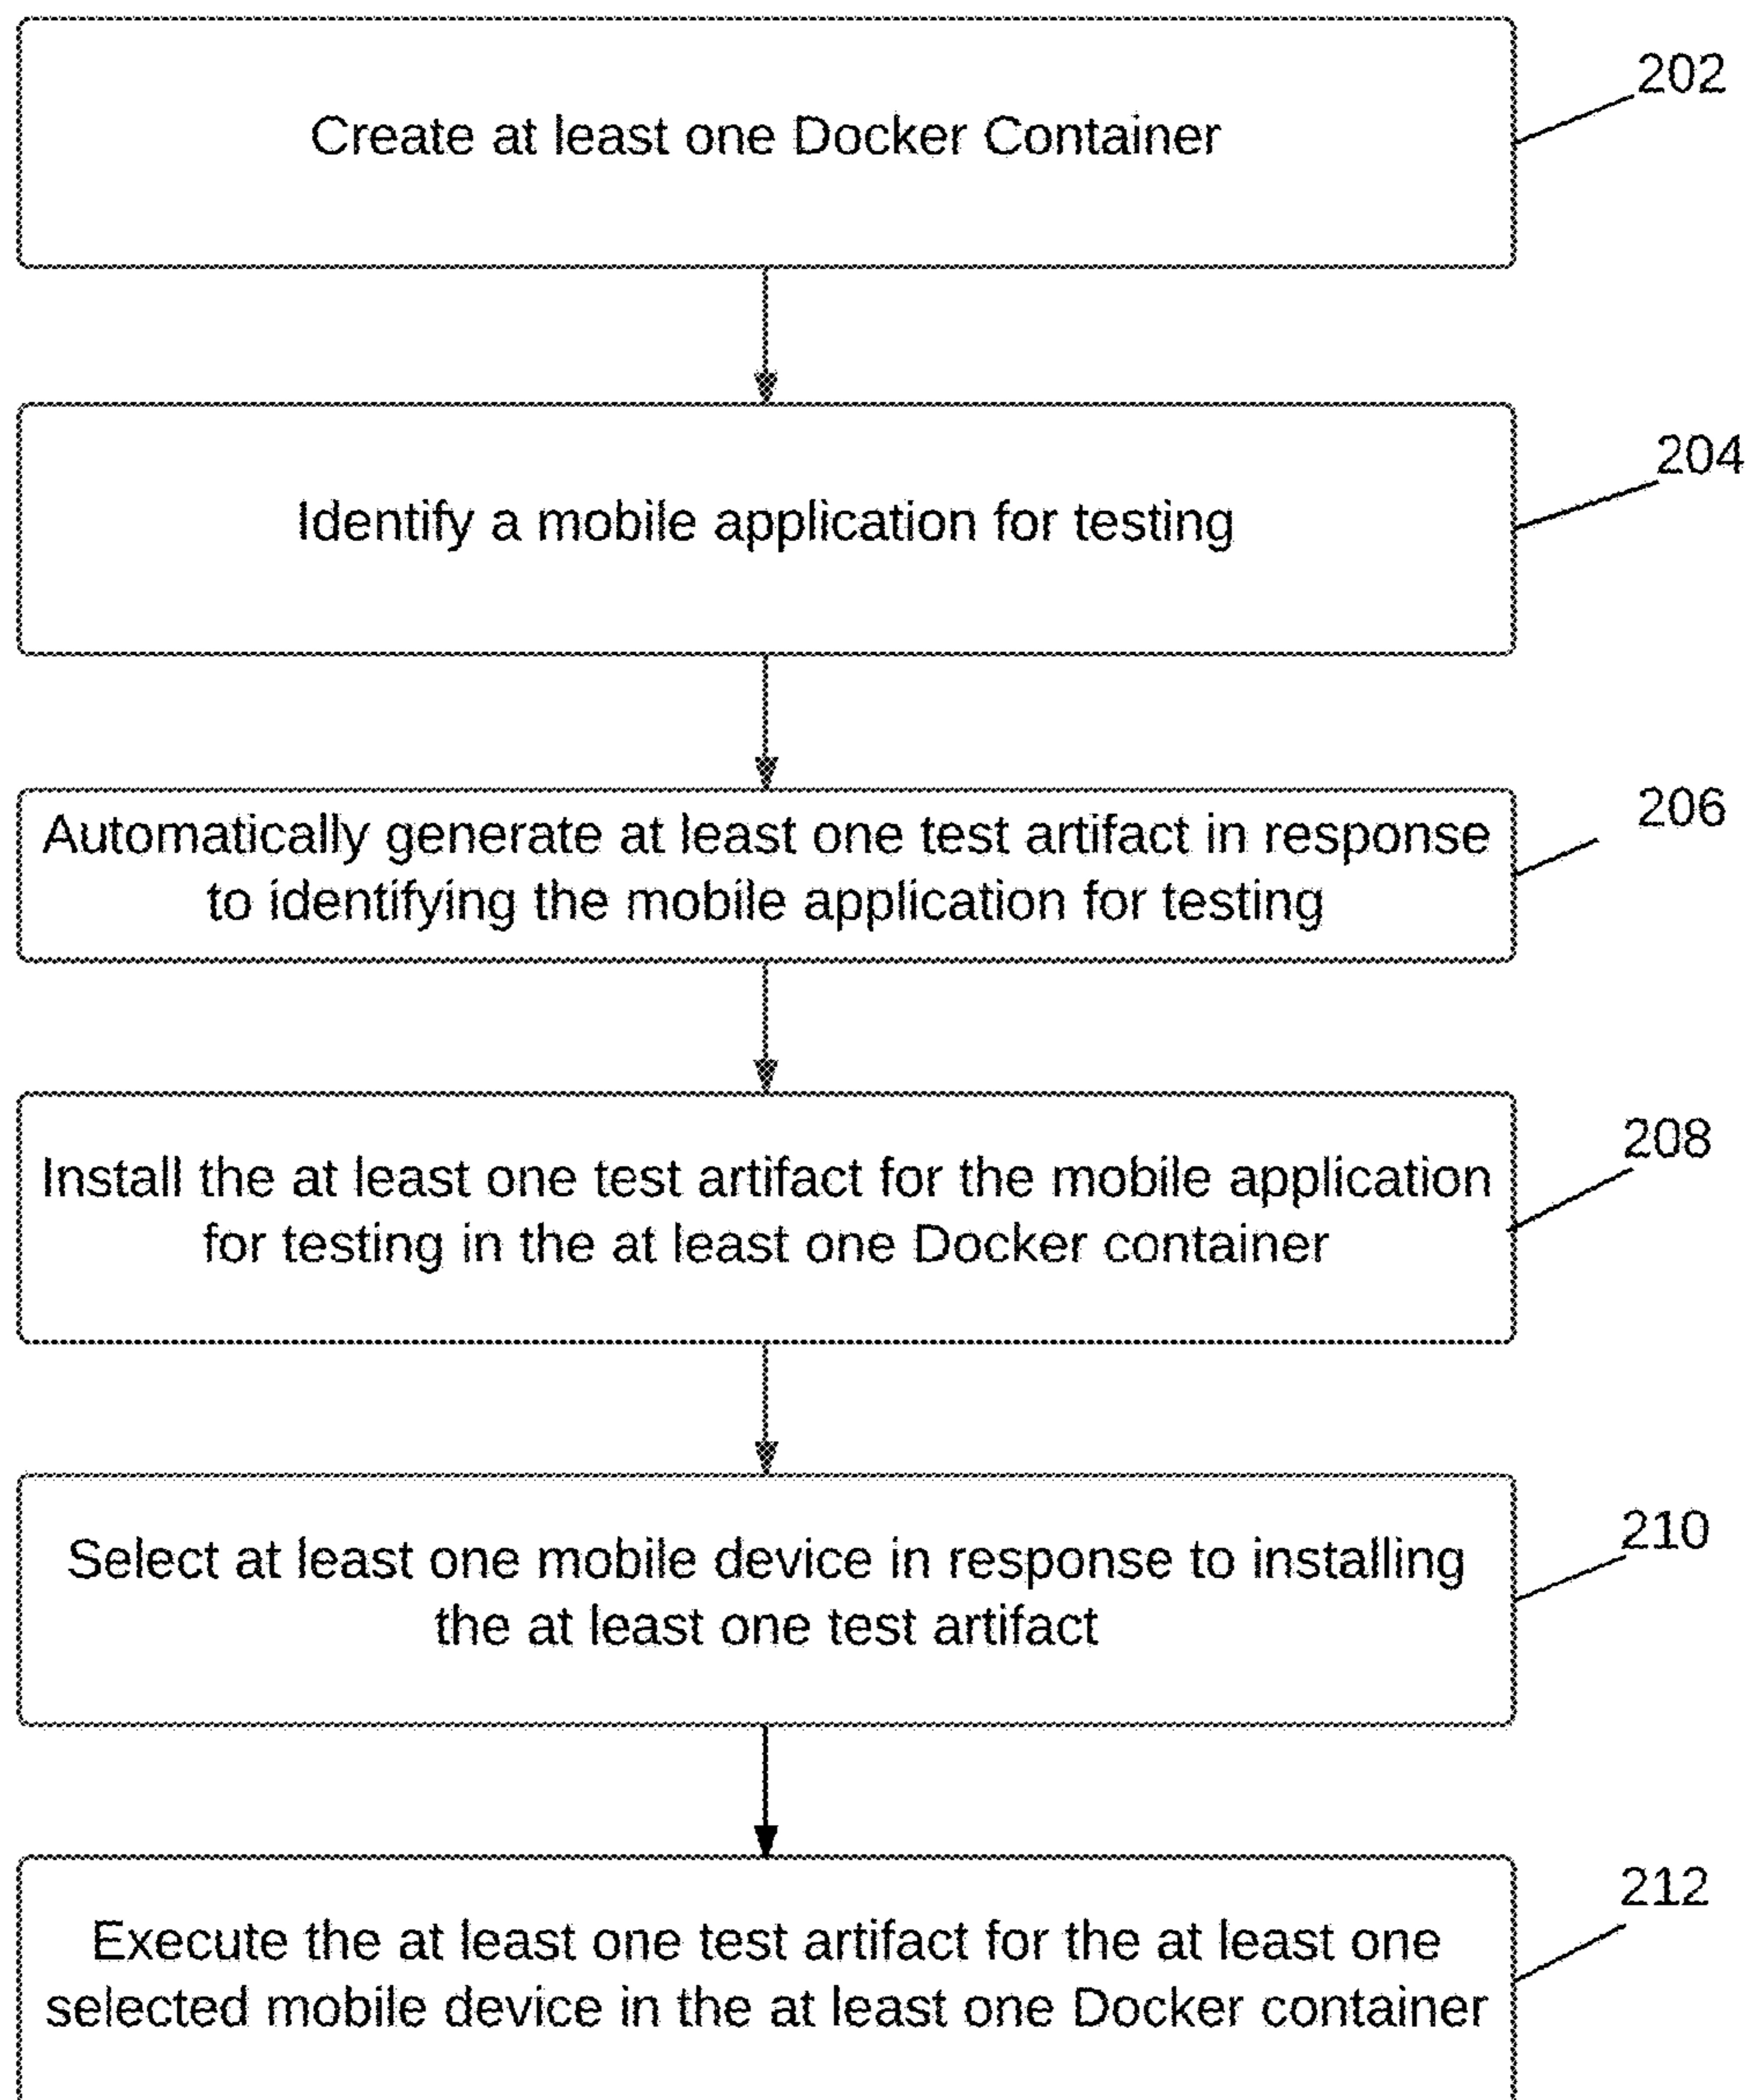 Create at least one Docker Container
202
Identify a mobile application for testing
204
Automatically generate at least one test artifact in response
to identifying the mobile application for testing
206
Install the at least one test artifact for the mobile application
for testing in the at least one Docker container
208
Select at least one mobile device in response to installing
the at least one test artifact
210
Execute the at least one test artifact for the at least one
selected mobile device in the at least one Docker container
212